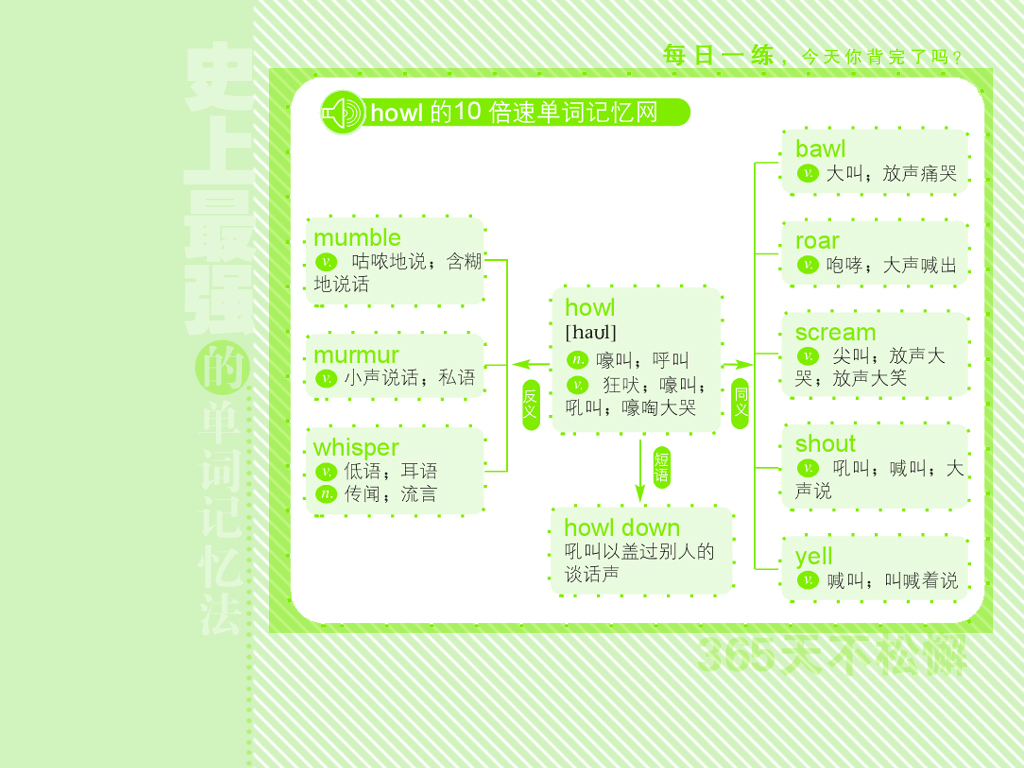 史上最强的单词记忆法
每日一练，今天你背完了吗？
howl 的10 倍速单词记忆网
mumble
v. 咕哝地说；含糊
地说话
murmur
v. 小声说话；私语
whisper
v. 低语；耳语
n. 传闻；流言
反义
howl
[haʊl]
n. 嚎叫；呼叫
v. 狂吠；嚎叫；
吼叫；嚎啕大哭
同义
短语
howl down
吼叫以盖过别人的
谈话声
bawl
v. 大叫；放声痛哭
roar
v. 咆哮；大声喊出
scream
v. 尖叫；放声大
哭；放声大笑
shout
v. 吼叫；喊叫；大
声说
yell
v. 喊叫；叫喊着说
365天不松懈